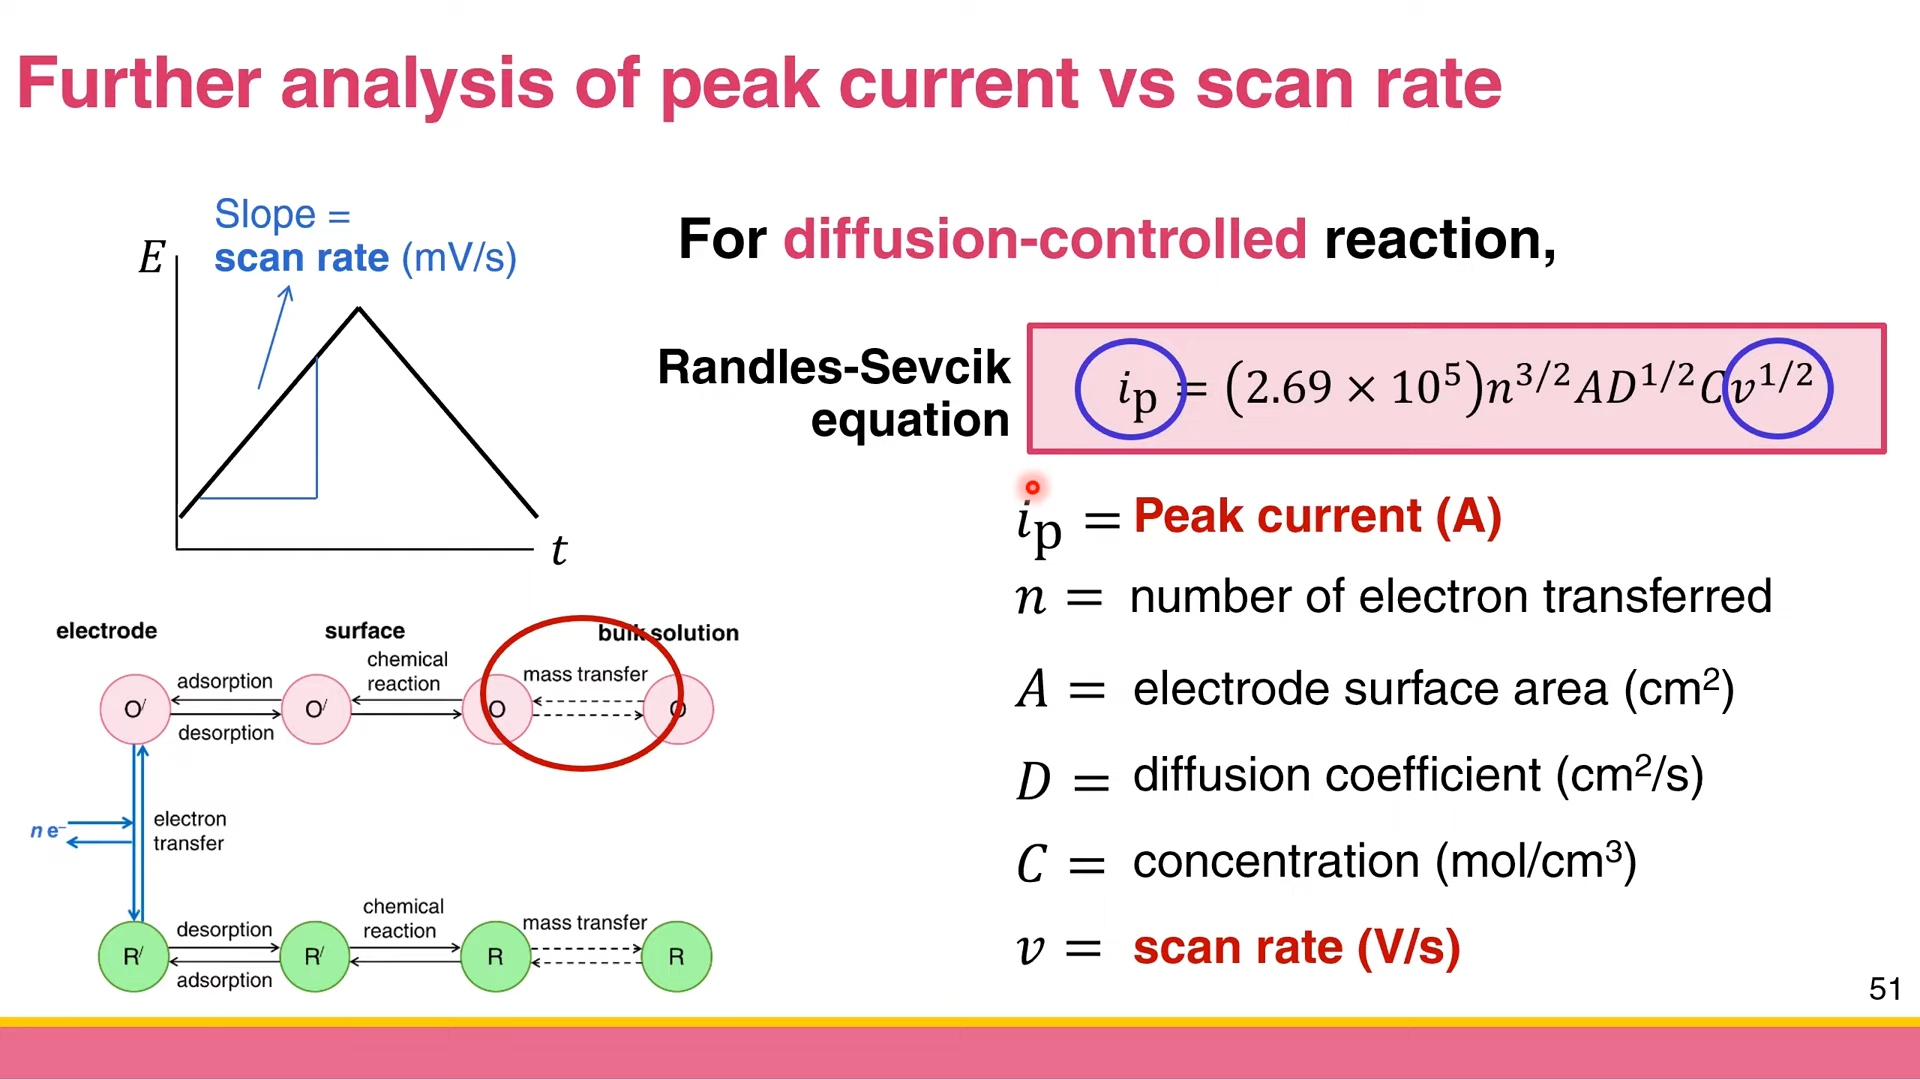 Further analysis of peak current vs scan rate
Slope =
scan rate (mV/s)
E
t
For diffusion-controlled reaction,
Randles-Sevcik
equation
i_p = (2.69 × 10⁵)n^{3/2}AD^{1/2}Cv^{1/2}
i_p = Peak current (A)
n = number of electron transferred
A = electrode surface area (cm²)
D = diffusion coefficient (cm²/s)
C = concentration (mol/cm³)
v = scan rate (V/s)
electrode surface bulk solution
adsorption chemical reaction mass transfer
O′ O′ O O
desorption
n e⁻
electron
transfer
desorption chemical reaction mass transfer
R′ R′ R R
adsorption
51